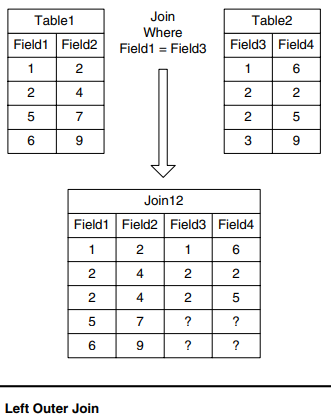 Table1
Field1 Field2
1 2
2 4
5 7
6 9
Join
Where
Field1 = Field3
Table2
Field3 Field4
1 6
2 2
2 5
3 9
Join12
Field1 Field2 Field3 Field4
1 2 1 6
2 4 2 2
2 4 2 5
5 7 ? ?
6 9 ? ?
Left Outer Join